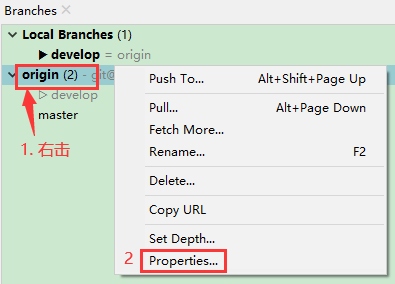 Branches
Local Branches (1)
develop = origin
origin (2) - git@
develop
master
1. 右击
Push To... Alt+Shift+Page Up
Pull... Alt+Page Down
Fetch More...
Rename... F2
Delete...
Copy URL
Set Depth...
2 Properties...